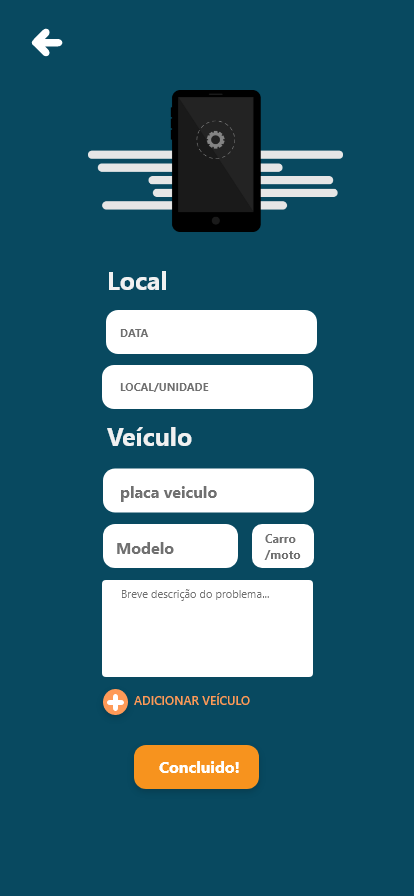 Local
DATA
LOCAL/UNIDADE
Veículo
placa veiculo
Modelo
Carro
/moto
Breve descrição do problema...
ADICIONAR VEÍCULO
Concluido!